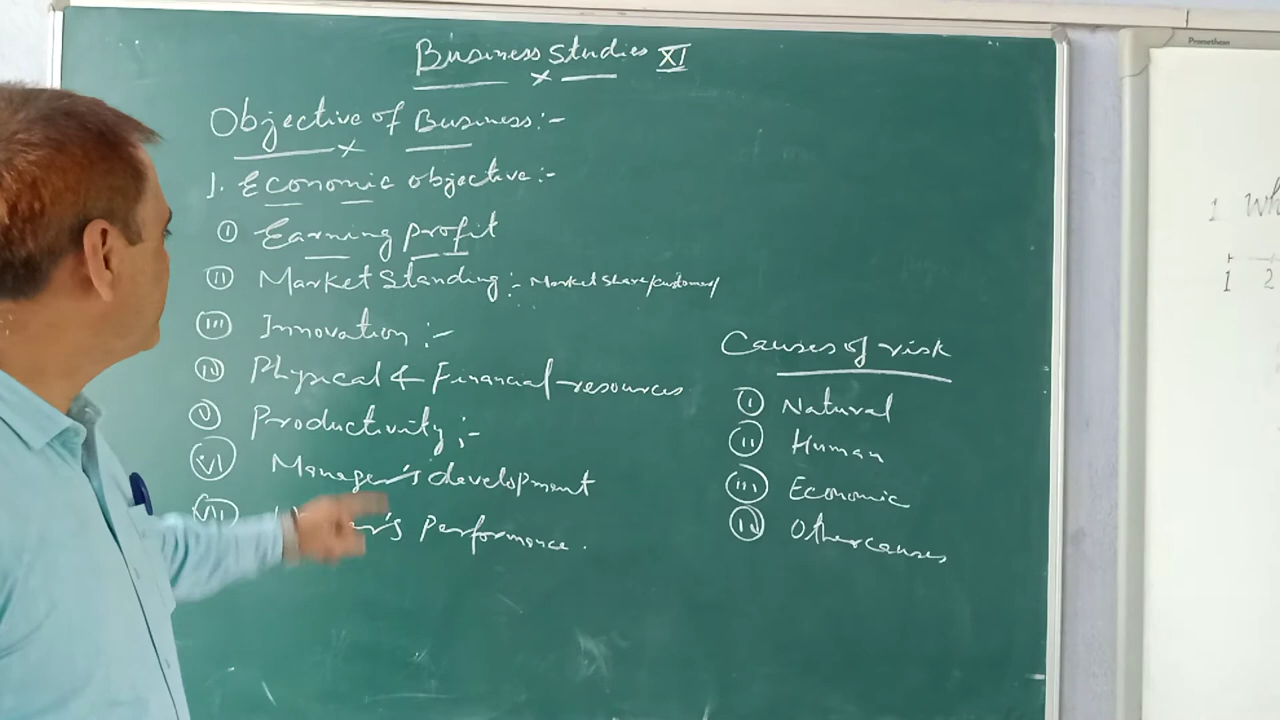 Business Studies XI
Objective of Business:-
1. Economic objective:-
(i) Earning profit
(ii) Market Standing:- Market share/customer/
(iii) Innovation:-
(iv) Physical & Financial resources
(v) Productivity:-
(vi) Manager's development
(vii) performance.
Causes of risk
(i) Natural
(ii) Human
(iii) Economic
(iv) Other causes
Promethean
1
1 2